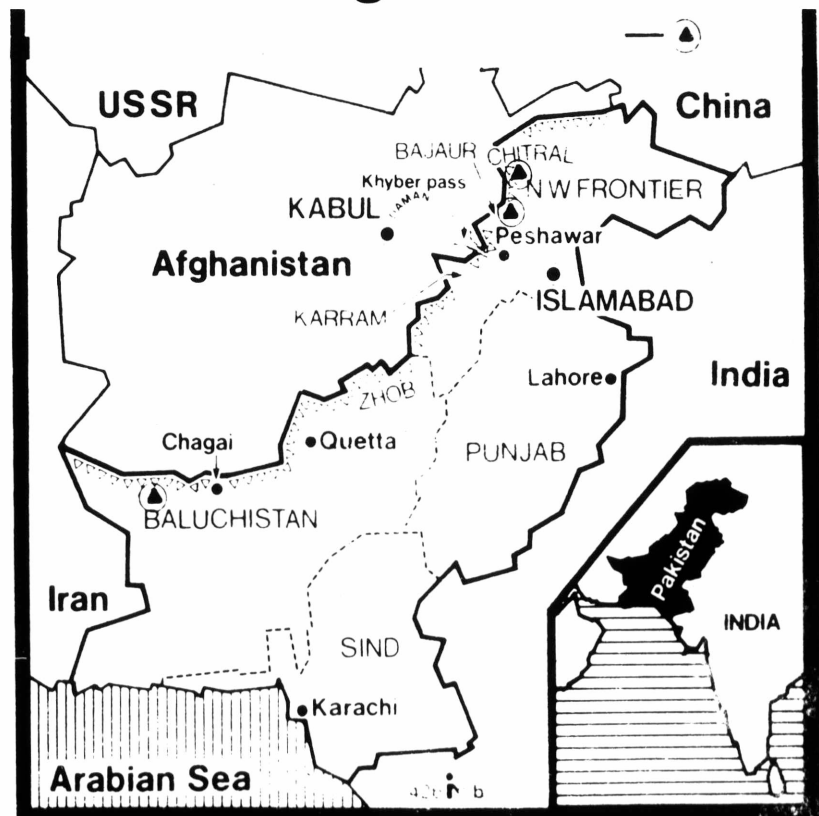 USSR
China
BAJAUR CHITRAL
Khyber pass
N W FRONTIER
KABUL
Peshawar
Afghanistan
ISLAMABAD
KARRAM
Lahore
India
ZHOB
Chagai
Quetta
PUNJAB
BALUCHISTAN
Pakistan
Iran
INDIA
SIND
Karachi
Arabian Sea